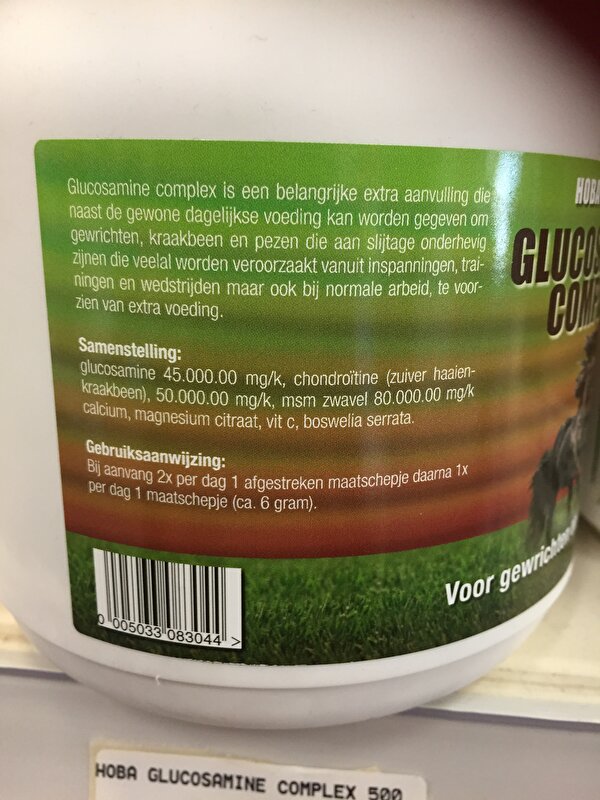 Glucosamine complex is een belangrijke extra aanvulling die
naast de gewone dagelijkse voeding kan worden gegeven om
gewrichten, kraakbeen en pezen die aan slijtage onderhevig
zijnen die veelal worden veroorzaakt vanuit inspanningen, trai-
ningen en wedstrijden maar ook bij normale arbeid, te voor-
zien van extra voeding.
Samenstelling:
glucosamine 45.000.00 mg/k, chondroïtine (zuiver haaien-
kraakbeen), 50.000.00 mg/k, msm zwavel 80.000.00 mg/k
calcium, magnesium citraat, vit c, boswelia serrata.
Gebruiksaanwijzing:
Bij aanvang 2x per dag 1 afgestreken maatschepje daarna 1x
per dag 1 maatschepje (ca. 6 gram).
0 005033 083044 >
HOBA
GLUCOS
COMP
Voor gewrichten
HOBA GLUCOSAMINE COMPLEX 500